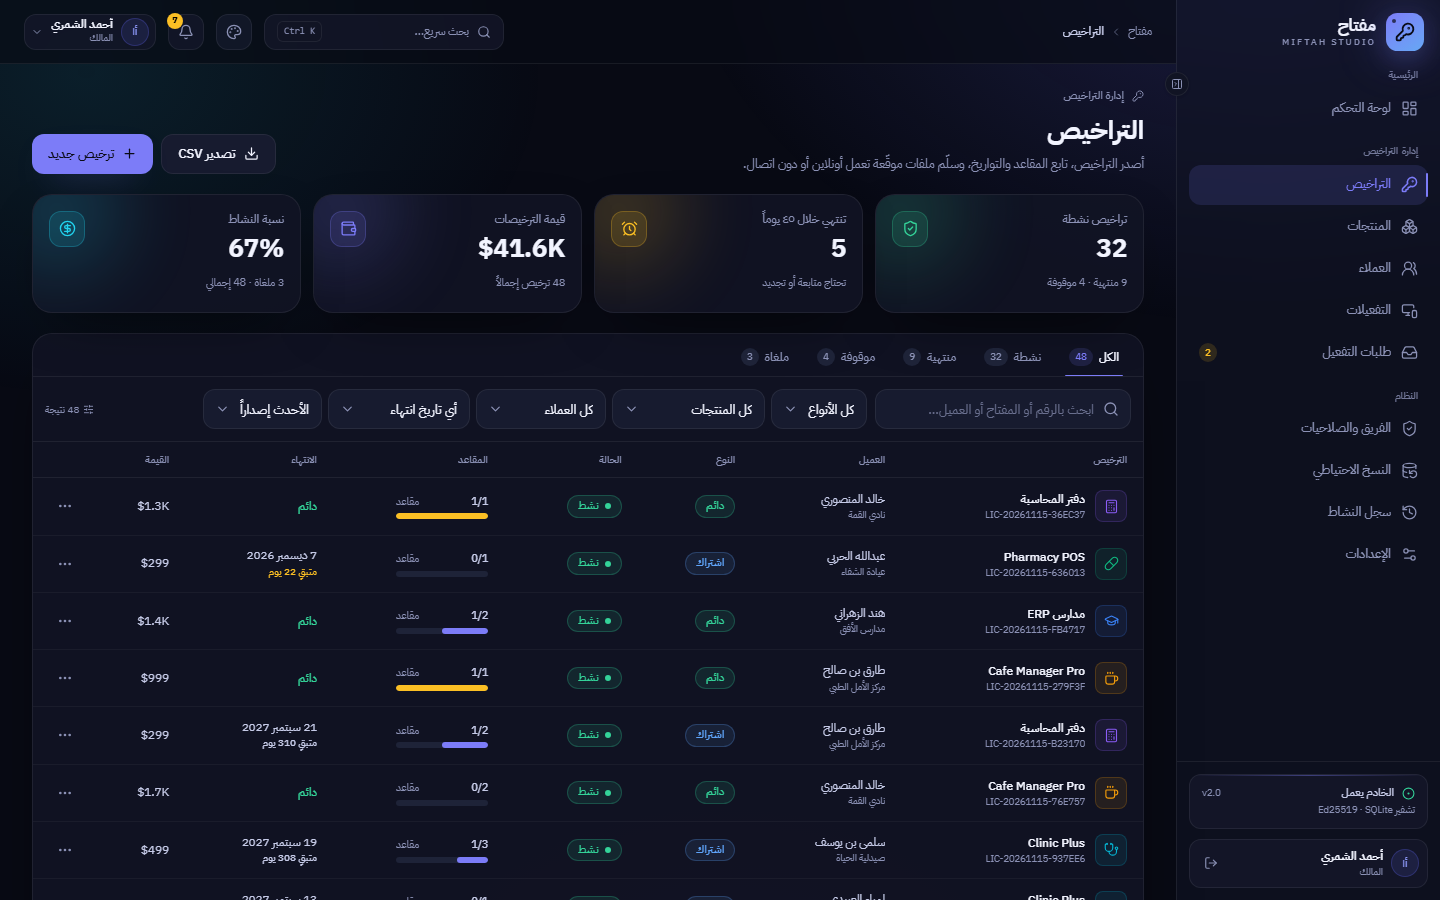 مفتاح
MIFTAH STUDIO
الرئيسية
لوحة التحكم
إدارة التراخيص
التراخيص
المنتجات
العملاء
التفعيلات
طلبات التفعيل
2
النظام
الفريق والصلاحيات
النسخ الاحتياطي
سجل النشاط
الإعدادات
الخادم يعمل
v2.0
تشفير Ed25519 · SQLite
أا
أحمد الشمري
المالك
مفتاح
التراخيص
بحث سريع...
Ctrl K
7
أا
أحمد الشمري
المالك
إدارة التراخيص
التراخيص
أصدر التراخيص، تابع المقاعد والتواريخ، وسلّم ملفات موقّعة تعمل أونلاين أو دون اتصال.
تصدير CSV
ترخيص جديد
تراخيص نشطة
32
9 منتهية · 4 موقوفة
تنتهي خلال ٤٥ يوماً
5
تحتاج متابعة أو تجديد
قيمة الترخيصات
$41.6K
48 ترخيص إجمالاً
نسبة النشاط
67%
3 ملغاة · 48 إجمالي
الكل 48
نشطة 32
منتهية 9
موقوفة 4
ملغاة 3
ابحث بالرقم أو المفتاح أو العميل...
كل الأنواع
كل المنتجات
كل العملاء
أي تاريخ انتهاء
الأحدث إصداراً
48 نتيجة
الترخيص العميل النوع الحالة المقاعد الانتهاء القيمة
دفتر المحاسبة
LIC-20261115-36EC37
خالد المنصوري
نادي القمة
دائم
نشط
1/1 مقاعد
دائم
$1.3K
Pharmacy POS
LIC-20261115-636013
عبدالله الحربي
عيادة الشفاء
اشتراك
نشط
0/1 مقاعد
7 ديسمبر 2026
متبقٍ 22 يوم
$299
مدارس ERP
LIC-20261115-FB4717
هند الزهراني
مدارس الأفق
دائم
نشط
1/2 مقاعد
دائم
$1.4K
Cafe Manager Pro
LIC-20261115-279F3F
طارق بن صالح
مركز الأمل الطبي
دائم
نشط
1/1 مقاعد
دائم
$999
دفتر المحاسبة
LIC-20261115-B23170
طارق بن صالح
مركز الأمل الطبي
اشتراك
نشط
1/2 مقاعد
21 سبتمبر 2027
متبقٍ 310 يوم
$299
Cafe Manager Pro
LIC-20261115-76E757
خالد المنصوري
نادي القمة
دائم
نشط
0/2 مقاعد
دائم
$1.7K
Clinic Plus
LIC-20261115-937EE6
سلمى بن يوسف
صيدلية الحياة
اشتراك
نشط
1/3 مقاعد
19 سبتمبر 2027
متبقٍ 308 يوم
$499
Clinic Plus